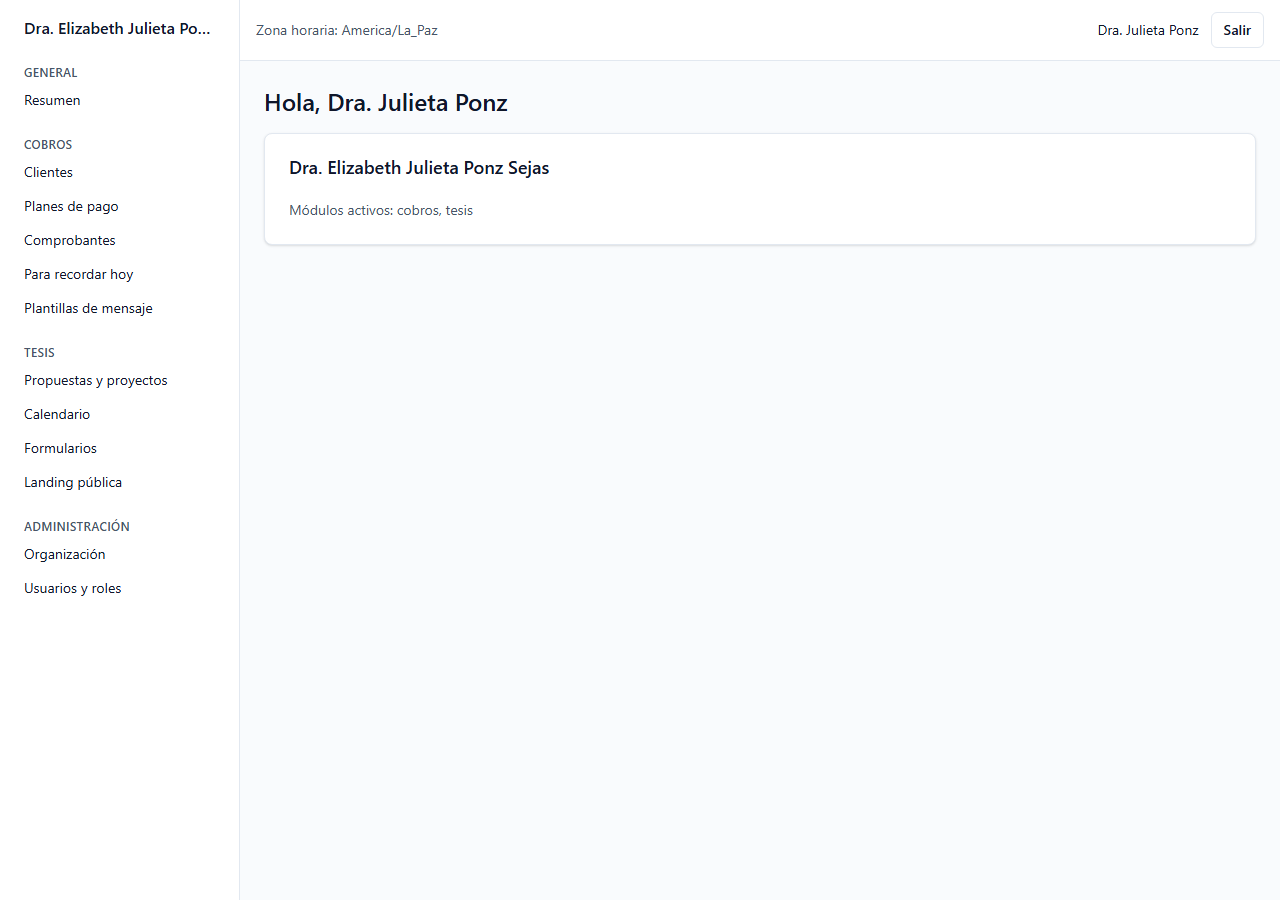 Dra. Elizabeth Julieta Po...
GENERAL
Resumen
COBROS
Clientes
Planes de pago
Comprobantes
Para recordar hoy
Plantillas de mensaje
TESIS
Propuestas y proyectos
Calendario
Formularios
Landing pública
ADMINISTRACIÓN
Organización
Usuarios y roles
Zona horaria: America/La_Paz
Dra. Julieta Ponz
Salir
Hola, Dra. Julieta Ponz
Dra. Elizabeth Julieta Ponz Sejas
Módulos activos: cobros, tesis